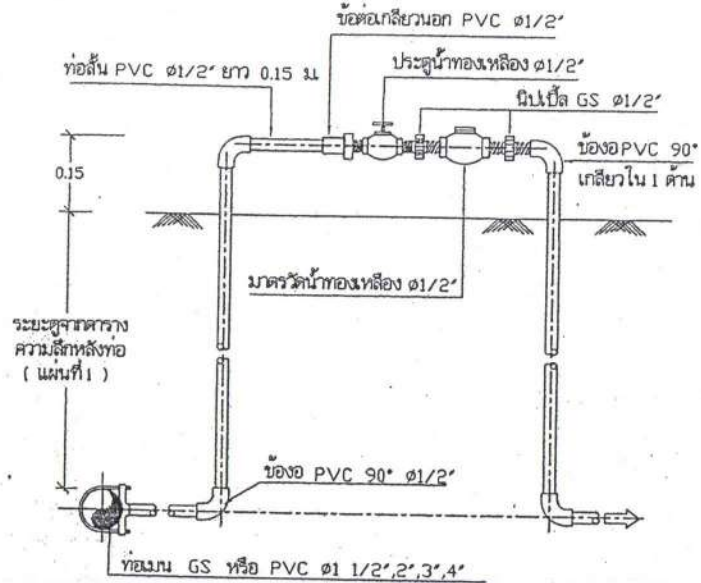 ข้อต่อเกลียวนอก PVC ø1/2"
ประตูน้ำทองเหลือง ø1/2"
ท่อสั้น PVC ø1/2" ยาว 0.15 ม.
นิปเปิ้ล GS ø1/2"
ข้องอ PVC 90°
เกลียวใน 1 ด้าน
0.15
มาตรวัดน้ำทองเหลือง ø1/2"
ระยะดูจากตาราง
ความลึกหลังท่อ
( แผ่นที่ 1 )
ข้องอ PVC 90° ø1/2"
ท่อเมน GS หรือ PVC ø1 1/2",2",3",4"